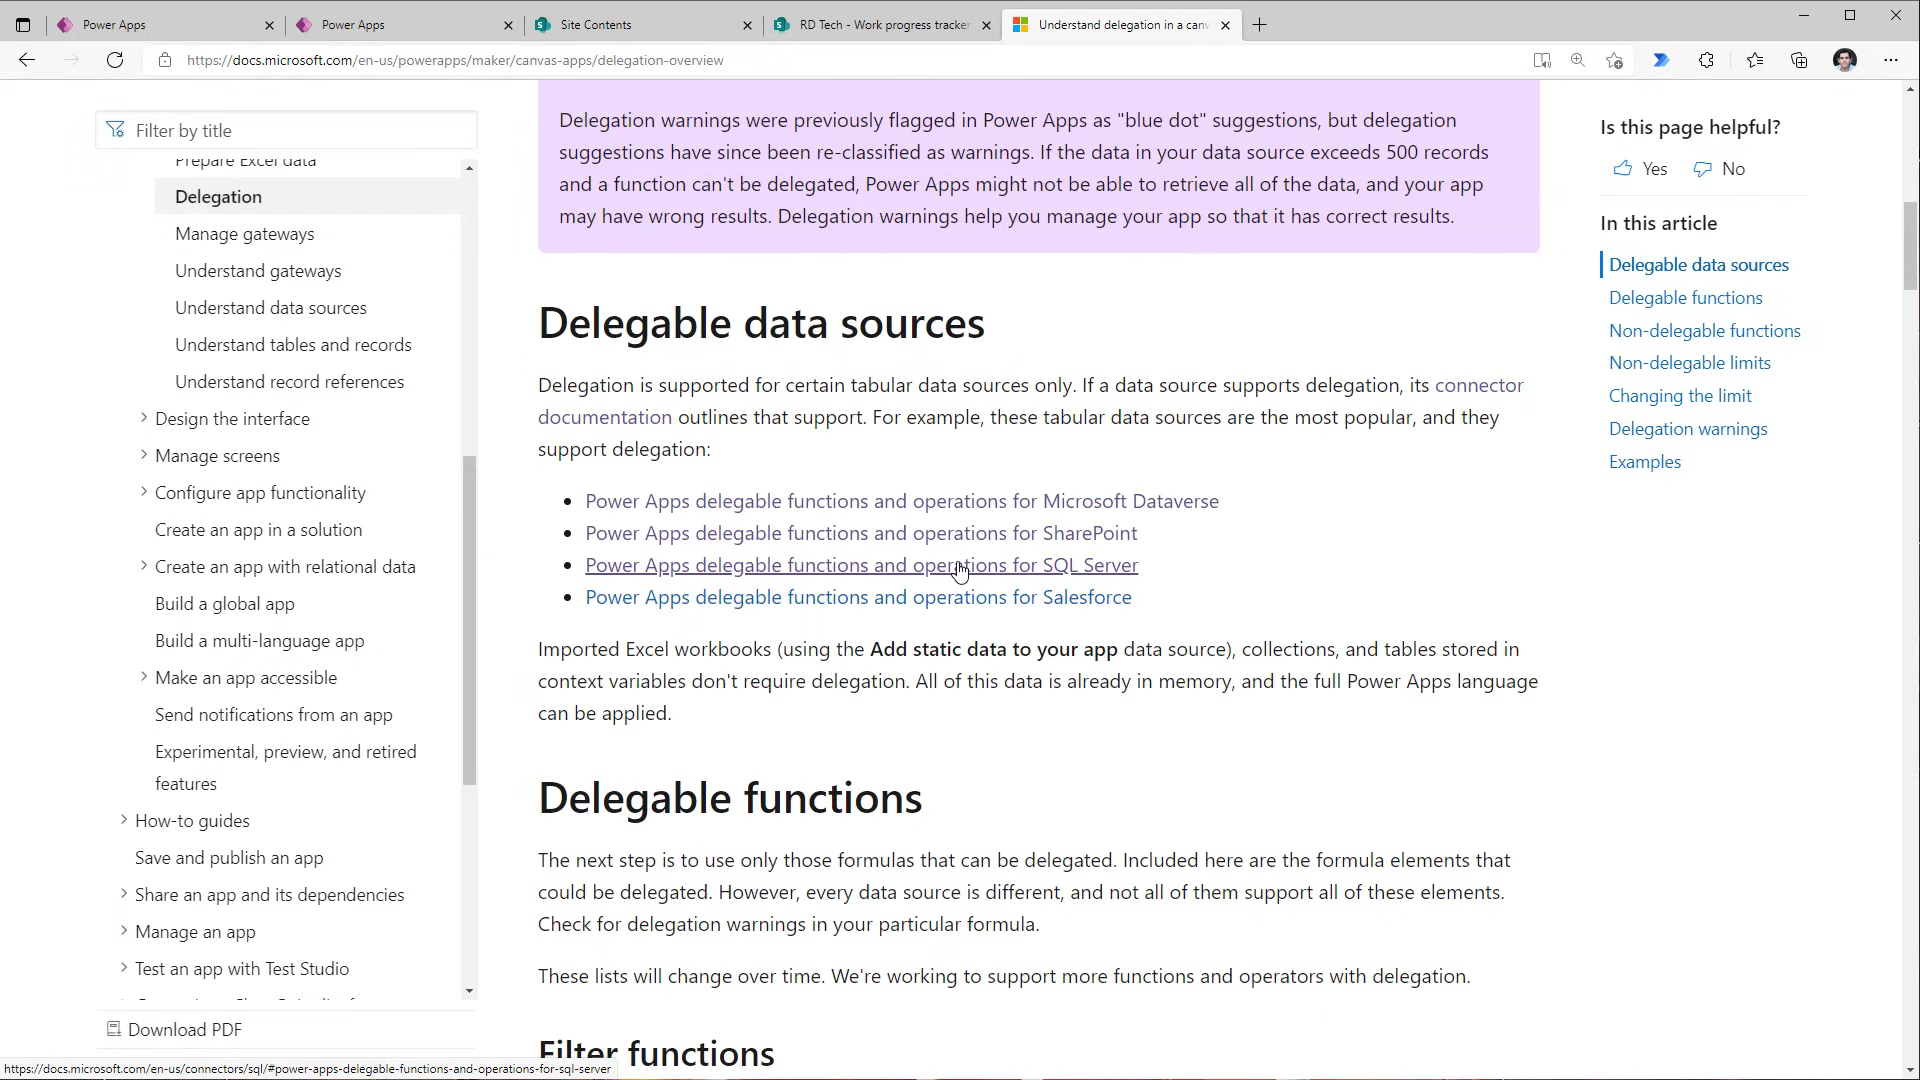 Power Apps
Power Apps
Site Contents
RD Tech - Work progress tracker
Understand delegation in a canv
https://docs.microsoft.com/en-us/powerapps/maker/canvas-apps/delegation-overview
Filter by title
Prepare Excel data
Delegation
Manage gateways
Understand gateways
Understand data sources
Understand tables and records
Understand record references
Design the interface
Manage screens
Configure app functionality
Create an app in a solution
Create an app with relational data
Build a global app
Build a multi-language app
Make an app accessible
Send notifications from an app
Experimental, preview, and retired
features
How-to guides
Save and publish an app
Share an app and its dependencies
Manage an app
Test an app with Test Studio
Download PDF
Delegation warnings were previously flagged in Power Apps as "blue dot" suggestions, but delegation
suggestions have since been re-classified as warnings. If the data in your data source exceeds 500 records
and a function can't be delegated, Power Apps might not be able to retrieve all of the data, and your app
may have wrong results. Delegation warnings help you manage your app so that it has correct results.
Delegable data sources
Delegation is supported for certain tabular data sources only. If a data source supports delegation, its connector
documentation outlines that support. For example, these tabular data sources are the most popular, and they
support delegation:
• Power Apps delegable functions and operations for Microsoft Dataverse
• Power Apps delegable functions and operations for SharePoint
• Power Apps delegable functions and operations for SQL Server
• Power Apps delegable functions and operations for Salesforce
Imported Excel workbooks (using the Add static data to your app data source), collections, and tables stored in
context variables don't require delegation. All of this data is already in memory, and the full Power Apps language
can be applied.
Delegable functions
The next step is to use only those formulas that can be delegated. Included here are the formula elements that
could be delegated. However, every data source is different, and not all of them support all of these elements.
Check for delegation warnings in your particular formula.
These lists will change over time. We're working to support more functions and operators with delegation.
Filter functions
Is this page helpful?
Yes No
In this article
Delegable data sources
Delegable functions
Non-delegable functions
Non-delegable limits
Changing the limit
Delegation warnings
Examples
https://docs.microsoft.com/en-us/connectors/sql/#power-apps-delegable-functions-and-operations-for-sql-server